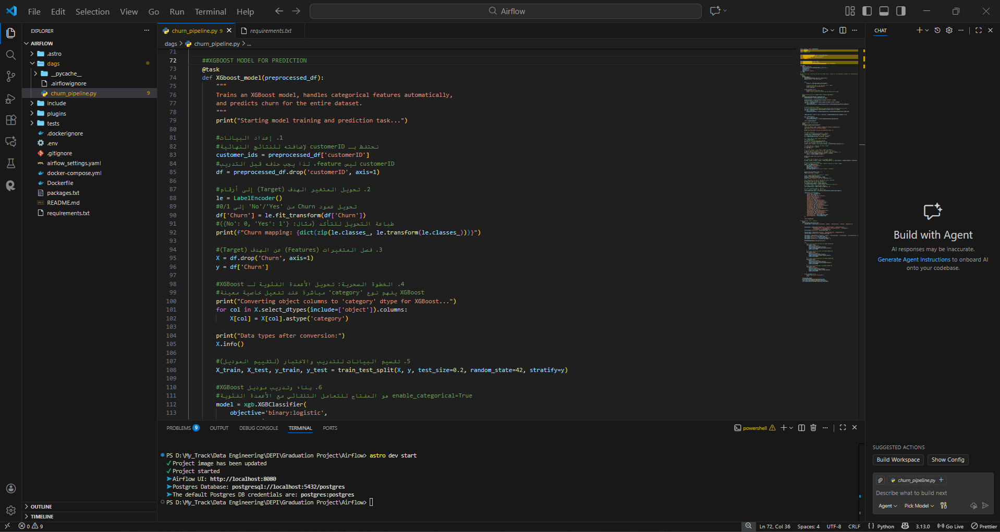 File Edit Selection View Go Run Terminal Help
Airflow
EXPLORER
AIRFLOW
.astro
dags
__pycache__
.airflowignore
churn_pipeline.py 9
include
plugins
tests
.dockerignore
.env
.gitignore
airflow_settings.yaml
docker-compose.yml
Dockerfile
packages.txt
README.md
requirements.txt
OUTLINE
TIMELINE
churn_pipeline.py 9
requirements.txt
dags > churn_pipeline.py > ...
71
72 ##XGBOOST MODEL FOR PREDICTION
73 @task
74 def XGboost_model(preprocessed_df):
75 """
76 Trains an XGBoost model, handles categorical features automatically,
77 and predicts churn for the entire dataset.
78 """
79 print("Starting model training and prediction task...")
80
81 #إعداد البيانات .1
82 #نحتفظ بـ customerID لإضافته للنتائج النهائية
83 customer_ids = preprocessed_df['customerID']
84 #customerID ليس feature، لذا يجب حذفه قبل التدريب
85 df = preprocessed_df.drop('customerID', axis=1)
86
87 #2. تحويل المتغير الهدف (Target) إلى أرقام
88 le = LabelEncoder()
89 #تحويل عمود Churn من 'Yes'/'No' إلى 0/1
90 df['Churn'] = le.fit_transform(df['Churn'])
91 #طباعة التحويل للتأكد (مثال: {'No': 0, 'Yes': 1})
92 print(f"Churn mapping: {dict(zip(le.classes_, le.transform(le.classes_)))}")
93
94 #3. فصل المتغيرات (Features) عن الهدف (Target)
95 X = df.drop('Churn', axis=1)
96 y = df['Churn']
97
98 #4. الخطوة السحرية: تحويل الأعمدة الفئوية لـ XGBoost
99 #XGBoost يفهم نوع 'category' مباشرة عند تفعيل خاصية معينة
100 print("Converting object columns to 'category' dtype for XGBoost...")
101 for col in X.select_dtypes(include=['object']).columns:
102 X[col] = X[col].astype('category')
103
104 print("Data types after conversion:")
105 X.info()
106
107 #5. تقسيم البيانات للتدريب والاختبار (لتقييم الموديل)
108 X_train, X_test, y_train, y_test = train_test_split(X, y, test_size=0.2, random_state=42, stratify=y)
109
110 #6. بناء وتدريب موديل XGBoost
111 #enable_categorical=True هو المفتاح للتعامل التلقائي مع الأعمدة الفئوية
112 model = xgb.XGBClassifier(
113 objective='binary:logistic',
PROBLEMS 9 OUTPUT DEBUG CONSOLE TERMINAL PORTS
powershell
PS D:\My_Track\Data Engineering\DEPI\Graduation Project\Airflow> astro dev start
✓Project image has been updated
✓Project started
➤Airflow UI: http://localhost:8080
➤Postgres Database: postgresql://localhost:5432/postgres
➤The default Postgres DB credentials are: postgres:postgres
PS D:\My_Track\Data Engineering\DEPI\Graduation Project\Airflow>
CHAT
Build with Agent
AI responses may be inaccurate.
Generate Agent Instructions to onboard AI
onto your codebase.
SUGGESTED ACTIONS
Build Workspace Show Config
churn_pipeline.py +
Describe what to build next
Agent Pick Model
0 9
Ln 72, Col 36 Spaces: 4 UTF-8 CRLF Python 3.13.0 Go Live Prettier